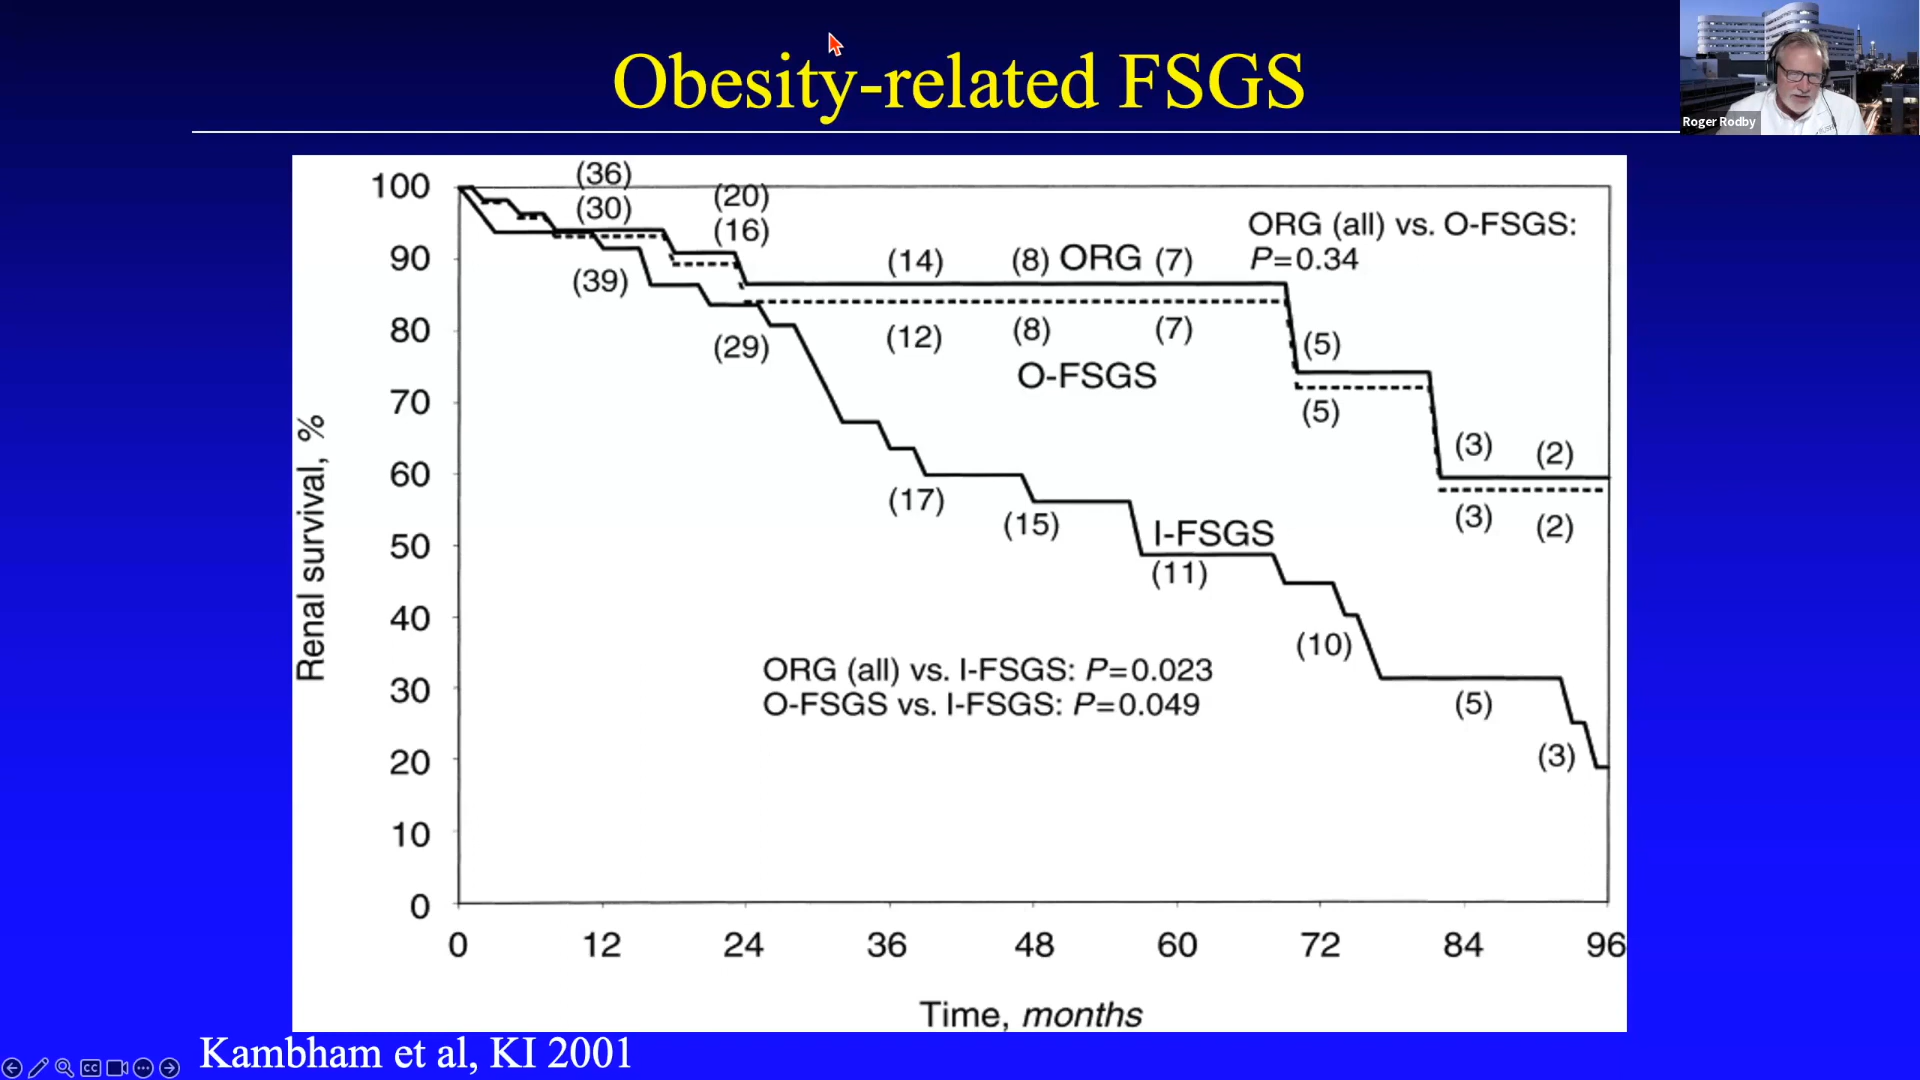 Obesity-related FSGS
Roger Rodby
100
90
80
70
60
50
40
30
20
10
0
Renal survival, %
(36)
(30)
(20)
(16)
(39)
(29)
(14)
(8) ORG (7)
(12)
(8)
(7)
O-FSGS
ORG (all) vs. O-FSGS:
P=0.34
(5)
(5)
(3)
(2)
(3)
(2)
(17)
(15)
I-FSGS
(11)
(10)
(5)
(3)
ORG (all) vs. I-FSGS: P=0.023
O-FSGS vs. I-FSGS: P=0.049
0 12 24 36 48 60 72 84 96
Time, months
Kambham et al, KI 2001
CC